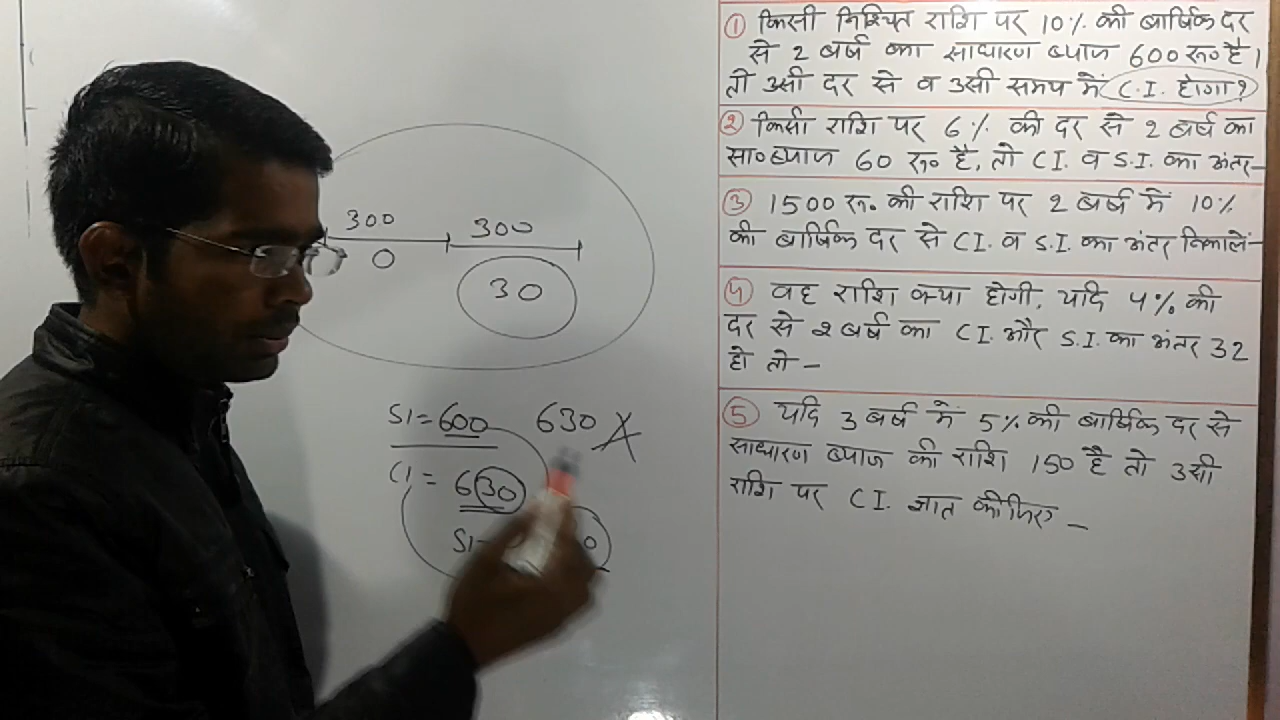 300
300
0
30
SI = 600
630 X
CI = 630
SI
① किसी निश्चित राशि पर 10% की वार्षिक दर
से 2 वर्ष का साधारण ब्याज 600 रू० है।
तो उसी दर से व उसी समय में C.I. होगा?
② किसी राशि पर 6% की दर से 2 वर्ष का
सा० ब्याज 60 रू० है, तो C.I. व S.I. का अंतर-
③ 1500 रू. की राशि पर 2 वर्ष में 10%
की वार्षिक दर से C.I. व S.I. का अंतर निकालें-
④ वह राशि क्या होगी, यदि 4% की
दर से 2 वर्ष का C.I. और S.I. का अंतर 32
हो तो -
⑤ यदि 3 वर्ष में 5% की वार्षिक दर से
साधारण ब्याज की राशि 150 है तो उसी
राशि पर C.I. ज्ञात कीजिए -